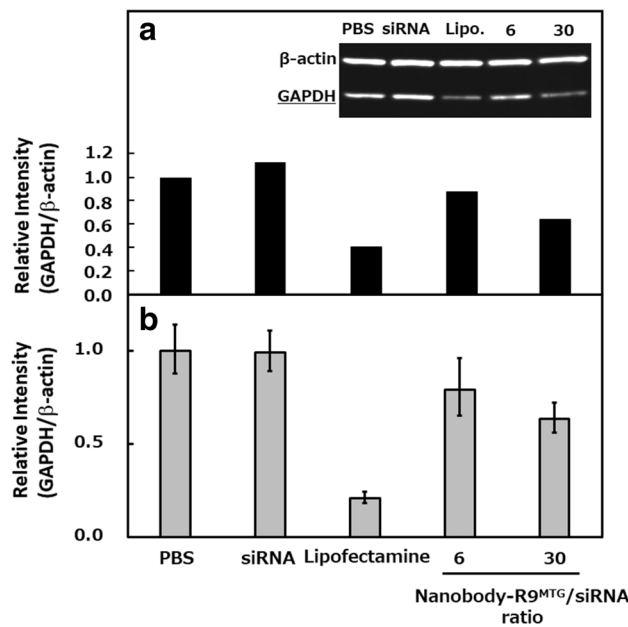 a
PBS siRNA Lipo. 6 30
β-actin
GAPDH
Relative Intensity
(GAPDH/β-actin)
1.2
1.0
0.8
0.6
0.4
0.2
0.0
b
Relative Intensity
(GAPDH/β-actin)
1.0
0.5
0.0
PBS siRNA Lipofectamine 6 30
Nanobody-R9MTG/siRNA
ratio